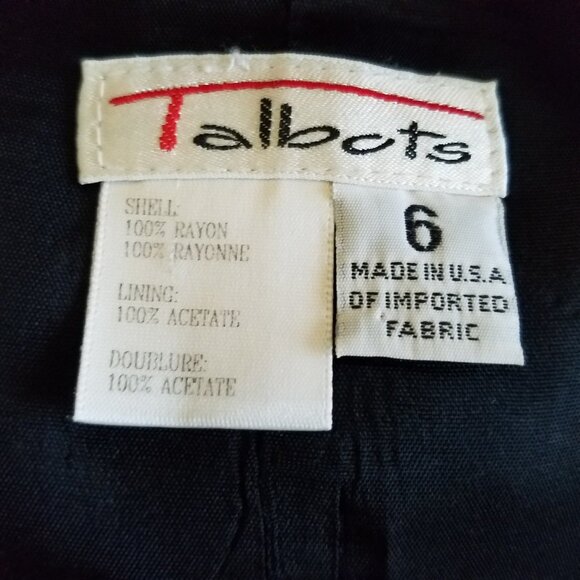 Talbots
SHELL:
100% RAYON
100% RAYONNE
LINING:
100% ACETATE
DOUBLURE:
100% ACETATE
6
MADE IN U.S.A
OF IMPORTED
FABRIC